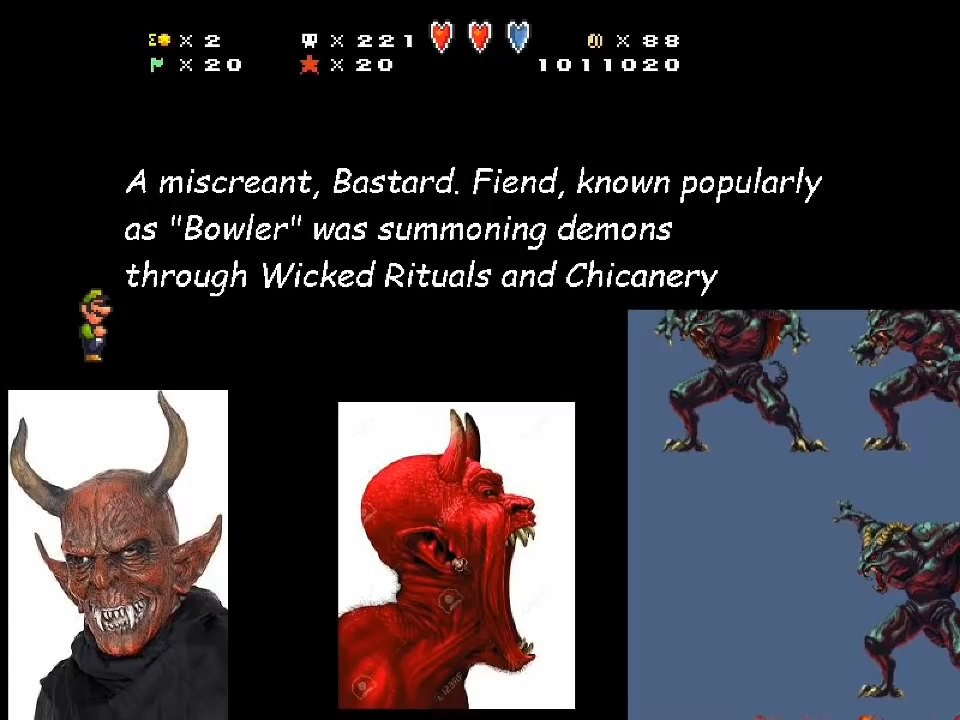 x 2 x 221 x 88
x 20 x 20 1011020
A miscreant, Bastard. Fiend, known popularly
as "Bowler" was summoning demons
through Wicked Rituals and Chicanery
123RF